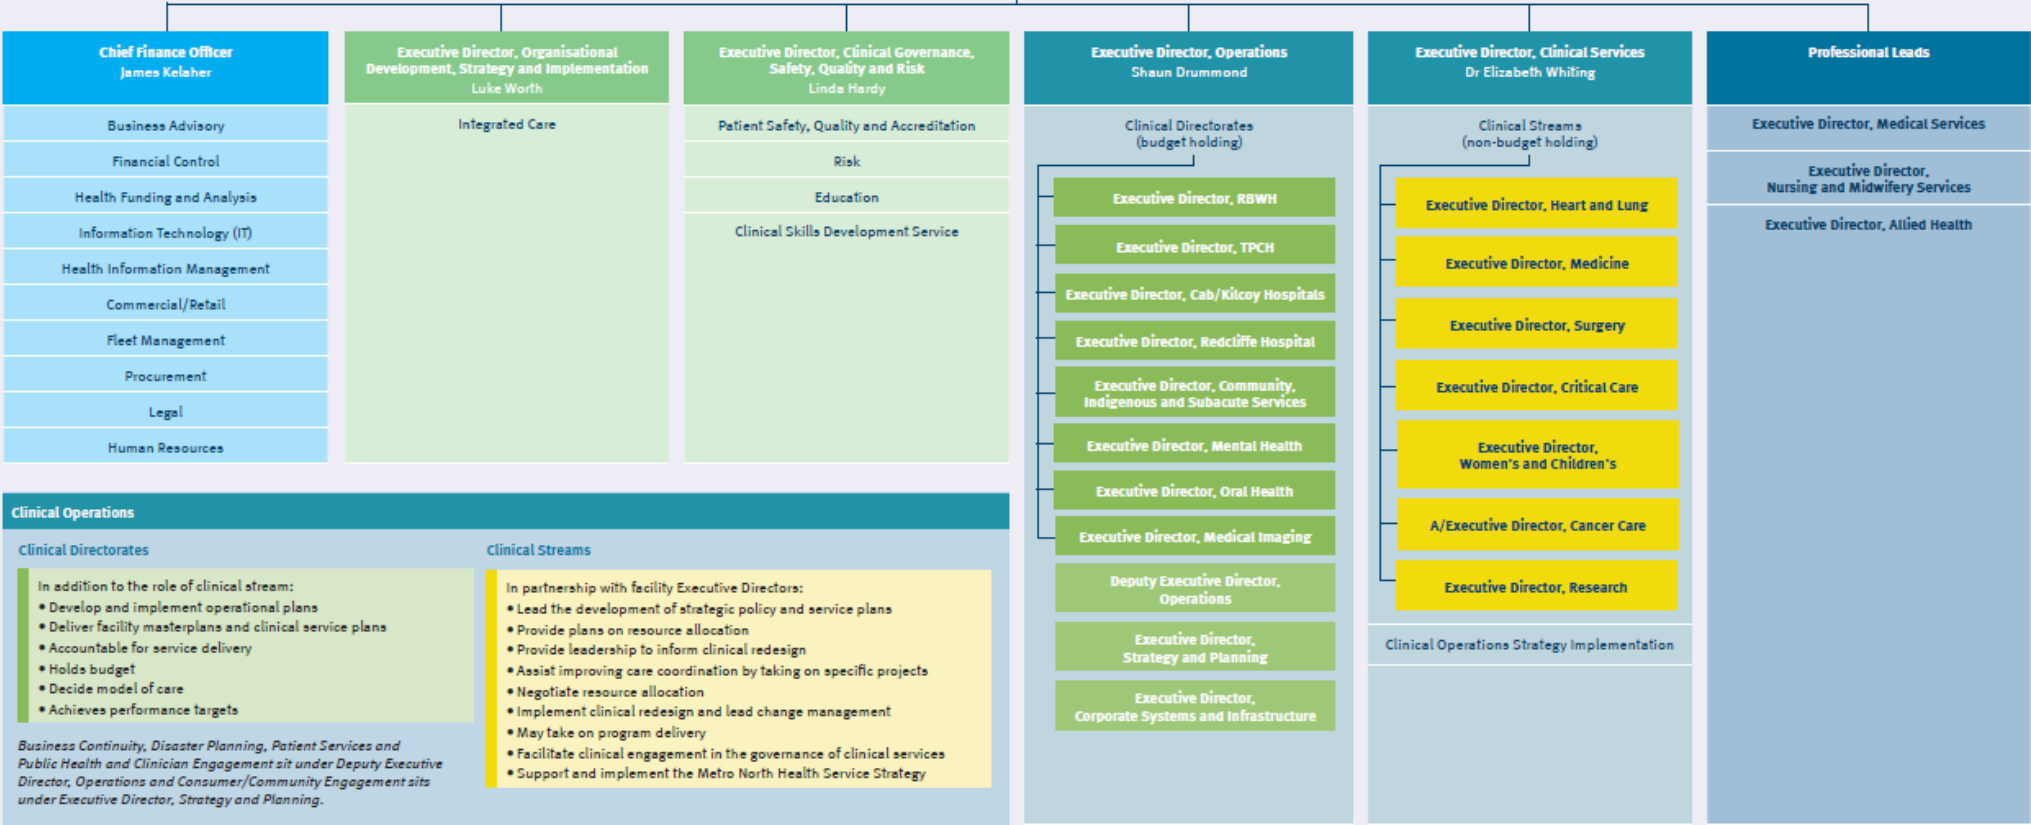 Chief Finance Officer
James Kelaher
Business Advisory
Financial Control
Health Funding and Analysis
Information Technology (IT)
Health Information Management
Commercial/Retail
Fleet Management
Procurement
Legal
Human Resources
Executive Director, Organisational
Development, Strategy and Implementation
Luke Worth
Integrated Care
Executive Director, Clinical Governance,
Safety, Quality and Risk
Linda Hardy
Patient Safety, Quality and Accreditation
Risk
Education
Clinical Skills Development Service
Executive Director, Operations
Shaun Drummond
Clinical Directorates
(budget holding)
Executive Director, RBWH
Executive Director, TPCH
Executive Director, Cab/Kilcoy Hospitals
Executive Director, Redcliffe Hospital
Executive Director, Community,
Indigenous and Subacute Services
Executive Director, Mental Health
Executive Director, Oral Health
Executive Director, Medical Imaging
Deputy Executive Director,
Operations
Executive Director,
Strategy and Planning
Executive Director,
Corporate Systems and Infrastructure
Executive Director, Clinical Services
Dr Elizabeth Whiting
Clinical Streams
(non-budget holding)
Executive Director, Heart and Lung
Executive Director, Medicine
Executive Director, Surgery
Executive Director, Critical Care
Executive Director,
Women's and Children's
A/Executive Director, Cancer Care
Executive Director, Research
Clinical Operations Strategy Implementation
Professional Leads
Executive Director, Medical Services
Executive Director,
Nursing and Midwifery Services
Executive Director, Allied Health
Clinical Operations
Clinical Directorates
In addition to the role of clinical stream:
• Develop and implement operational plans
• Deliver facility masterplans and clinical service plans
• Accountable for service delivery
• Holds budget
• Decide model of care
• Achieves performance targets
Business Continuity, Disaster Planning, Patient Services and
Public Health and Clinician Engagement sit under Deputy Executive
Director, Operations and Consumer/Community Engagement sits
under Executive Director, Strategy and Planning.
Clinical Streams
In partnership with facility Executive Directors:
• Lead the development of strategic policy and service plans
• Provide plans on resource allocation
• Provide leadership to inform clinical redesign
• Assist improving care coordination by taking on specific projects
• Negotiate resource allocation
• Implement clinical redesign and lead change management
• May take on program delivery
• Facilitate clinical engagement in the governance of clinical services
• Support and implement the Metro North Health Service Strategy